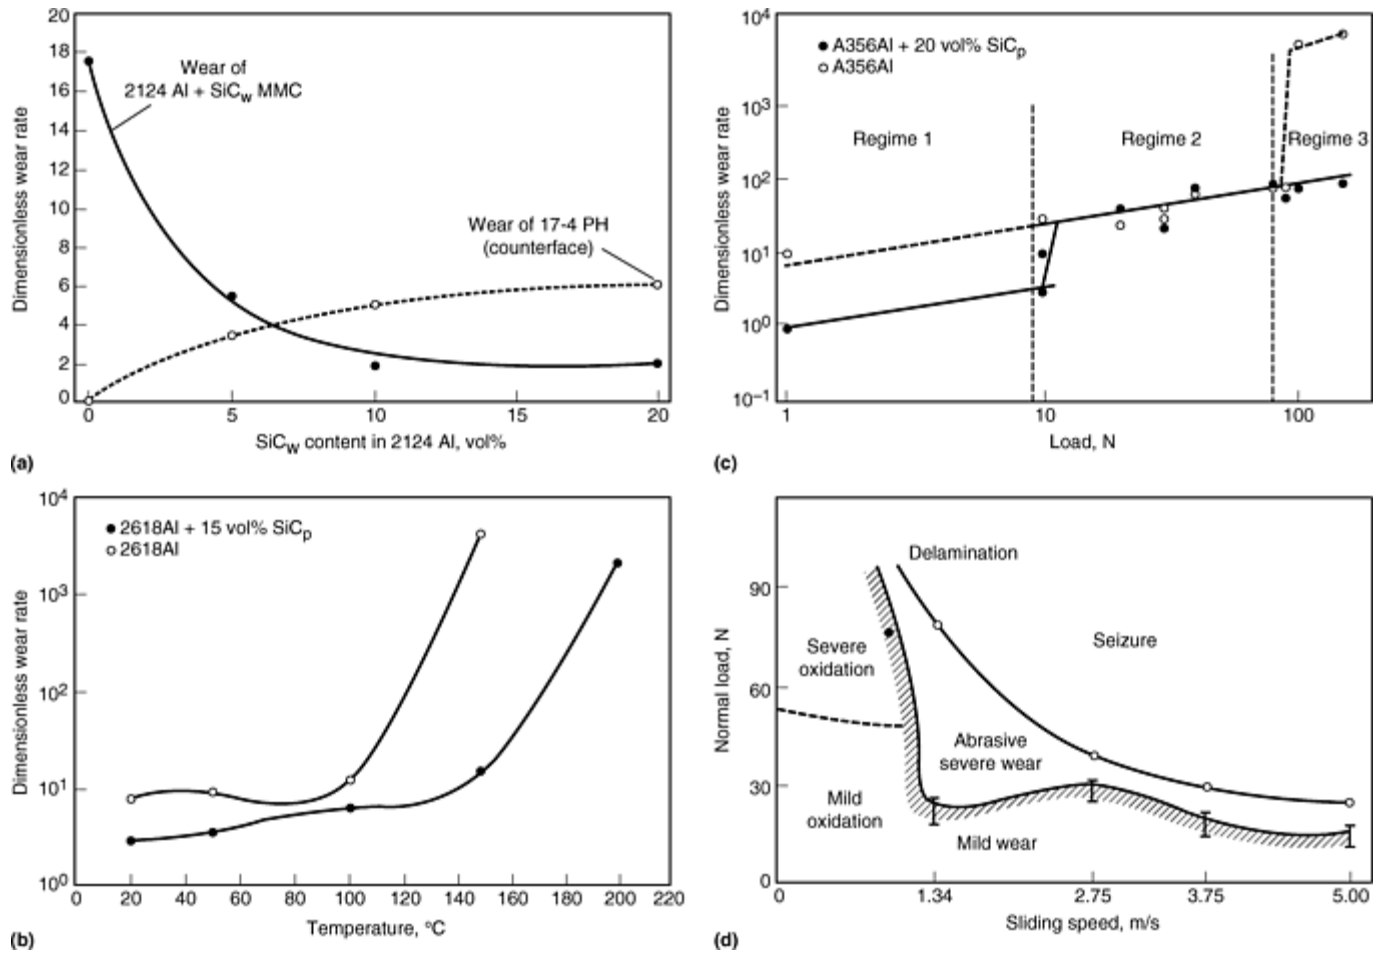 20
18
16
14
12
10
8
6
4
2
0
Dimensionless wear rate
Wear of
2124 Al + SiCw MMC
Wear of 17-4 PH
(counterface)
0 5 10 15 20
SiCw content in 2124 Al, vol%
(a)
10⁴
10³
10²
10¹
10⁰
10⁻¹
Dimensionless wear rate
A356Al + 20 vol% SiCp
A356Al
Regime 1 Regime 2 Regime 3
1 10 100
Load, N
(c)
10⁴
10³
10²
10¹
10⁰
Dimensionless wear rate
2618Al + 15 vol% SiCp
2618Al
20 40 60 80 100 120 140 160 180 200 220
Temperature, °C
(b)
90
60
30
0
Normal load, N
Delamination
Severe
oxidation
Seizure
Abrasive
severe wear
Mild
oxidation
Mild wear
0 1.34 2.75 3.75 5.00
Sliding speed, m/s
(d)